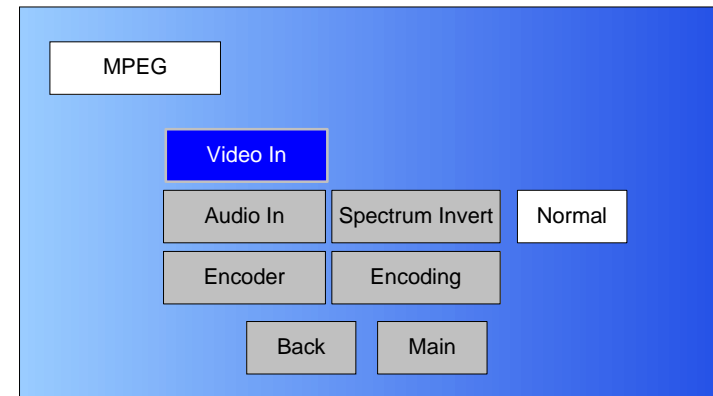 MPEG
Video In
Audio In Spectrum Invert Normal
Encoder Encoding
Back Main